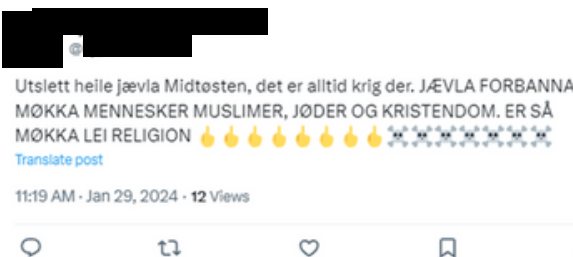 @
Utslett heile jævla Midtøsten, det er alltid krig der. JÆVLA FORBANNA
MØKKA MENNESKER MUSLIMER, JØDER OG KRISTENDOM. ER SÅ
MØKKA LEI RELIGION 🖕🖕🖕🖕🖕🖕🖕🖕☠️☠️☠️☠️☠️☠️☠️
Translate post
11:19 AM · Jan 29, 2024 · 12 Views